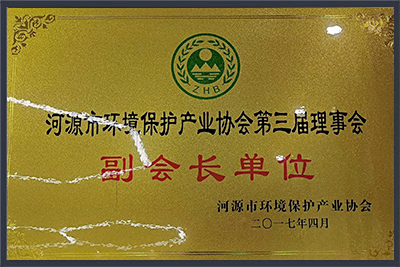 ZHB
河源市环境保护产业协会第三届理事会
副会长单位
河源市环境保护产业协会
二〇一七年四月